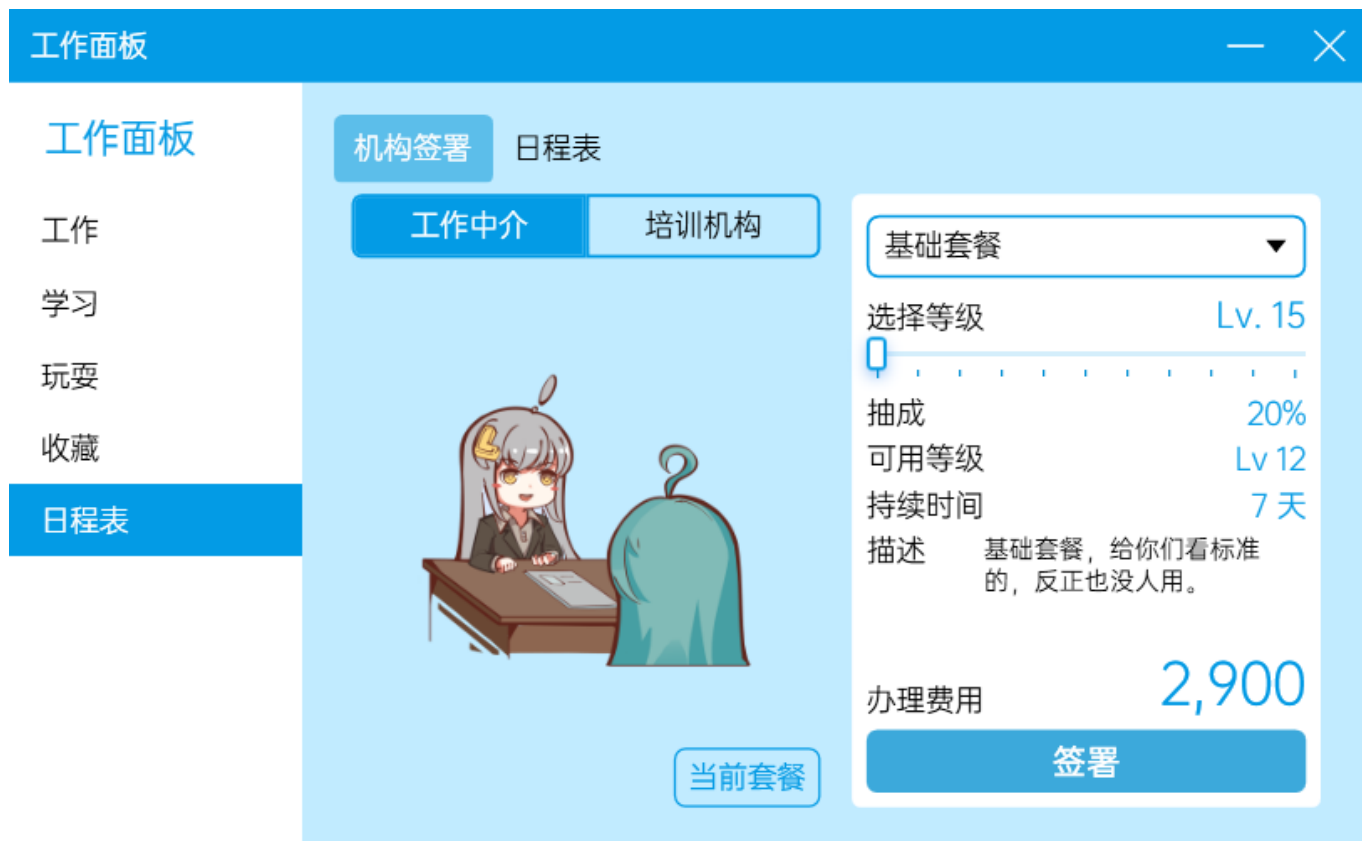 工作面板
工作面板
工作
学习
玩耍
收藏
日程表
机构签署 日程表
工作中介 培训机构
当前套餐
基础套餐
选择等级 Lv. 15
抽成 20%
可用等级 Lv 12
持续时间 7 天
描述 基础套餐，给你们看标准
的，反正也没人用。
办理费用 2,900
签署